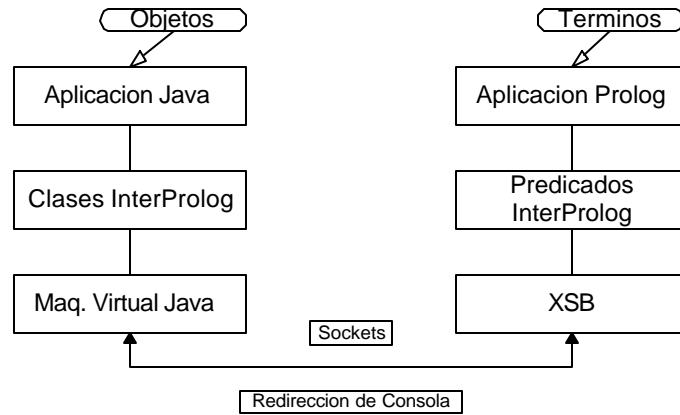 Objetos
Terminos
Aplicacion Java
Aplicacion Prolog
Clases InterProlog
Predicados
InterProlog
Maq. Virtual Java
XSB
Sockets
Redireccion de Consola